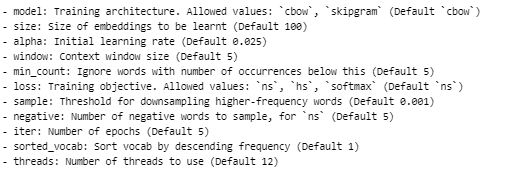 - model: Training architecture. Allowed values: `cbow`, `skipgram` (Default `cbow`)
- size: Size of embeddings to be learnt (Default 100)
- alpha: Initial learning rate (Default 0.025)
- window: Context window size (Default 5)
- min_count: Ignore words with number of occurrences below this (Default 5)
- loss: Training objective. Allowed values: `ns`, `hs`, `softmax` (Default `ns`)
- sample: Threshold for downsampling higher-frequency words (Default 0.001)
- negative: Number of negative words to sample, for `ns` (Default 5)
- iter: Number of epochs (Default 5)
- sorted_vocab: Sort vocab by descending frequency (Default 1)
- threads: Number of threads to use (Default 12)